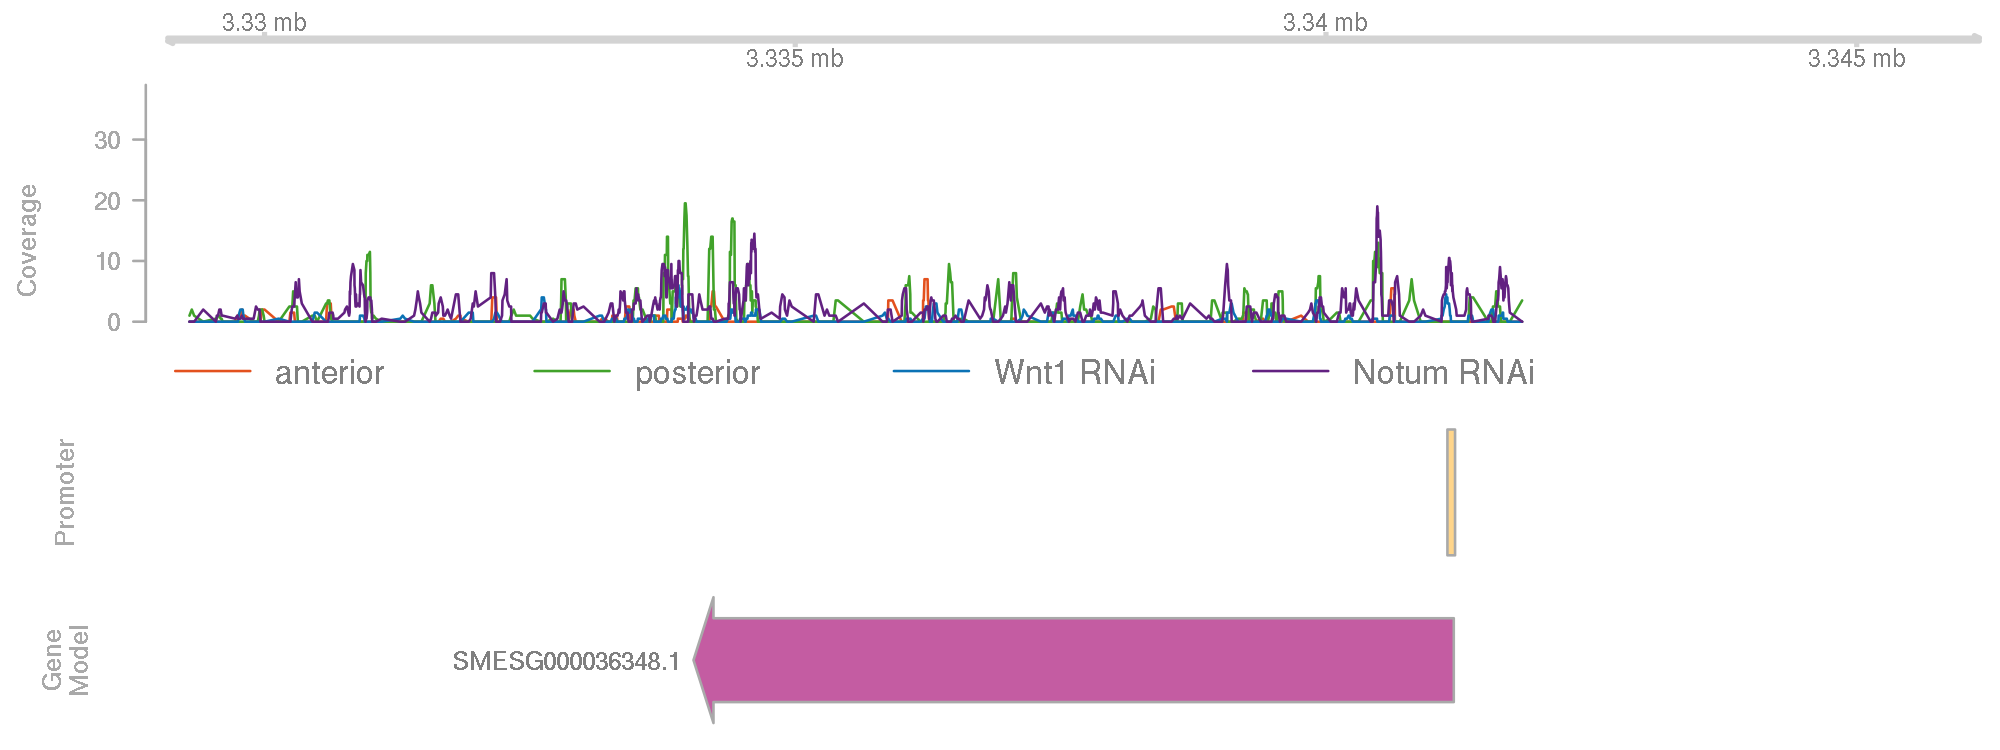 3.33 mb
3.34 mb
3.335 mb
3.345 mb
Coverage
30
20
10
0
anterior
posterior
Wnt1 RNAi
Notum RNAi
Promoter
Gene
Model
SMESG000036348.1